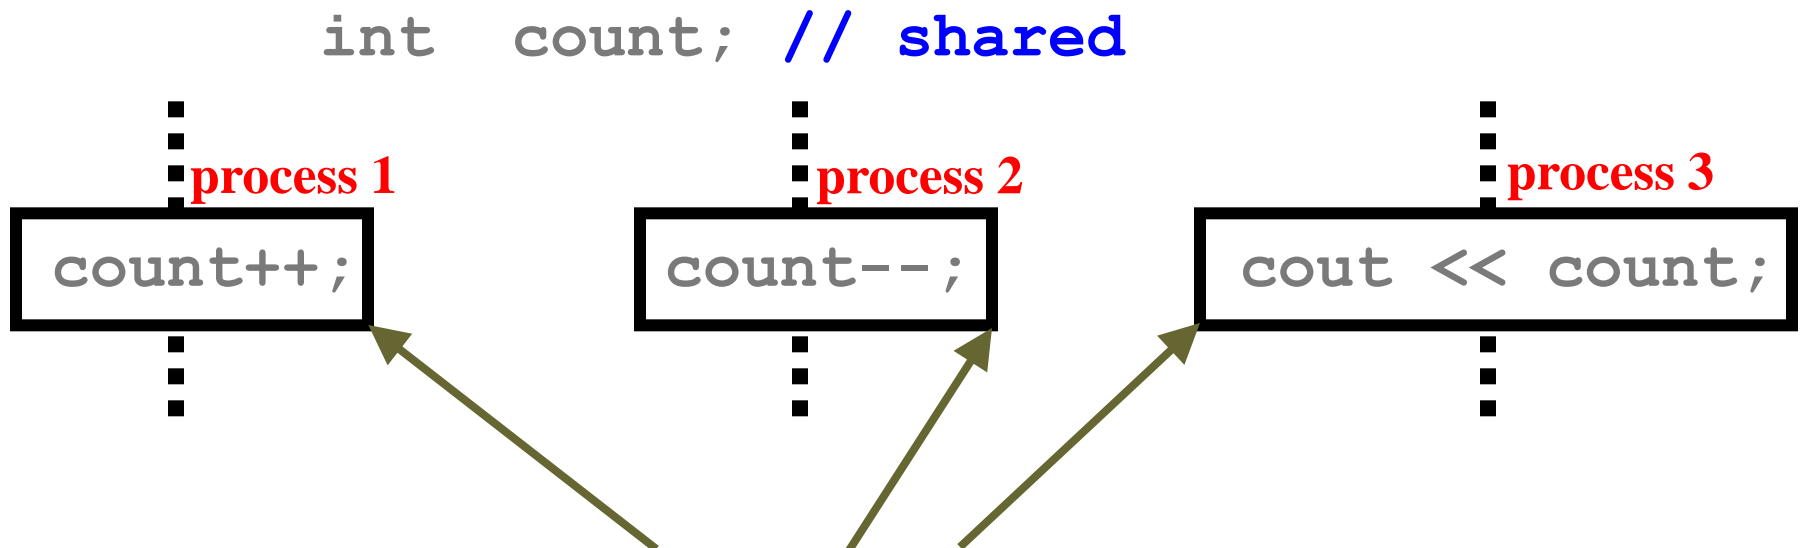 int count; // shared
process 1
process 2
process 3
count++;
count--;
cout << count;